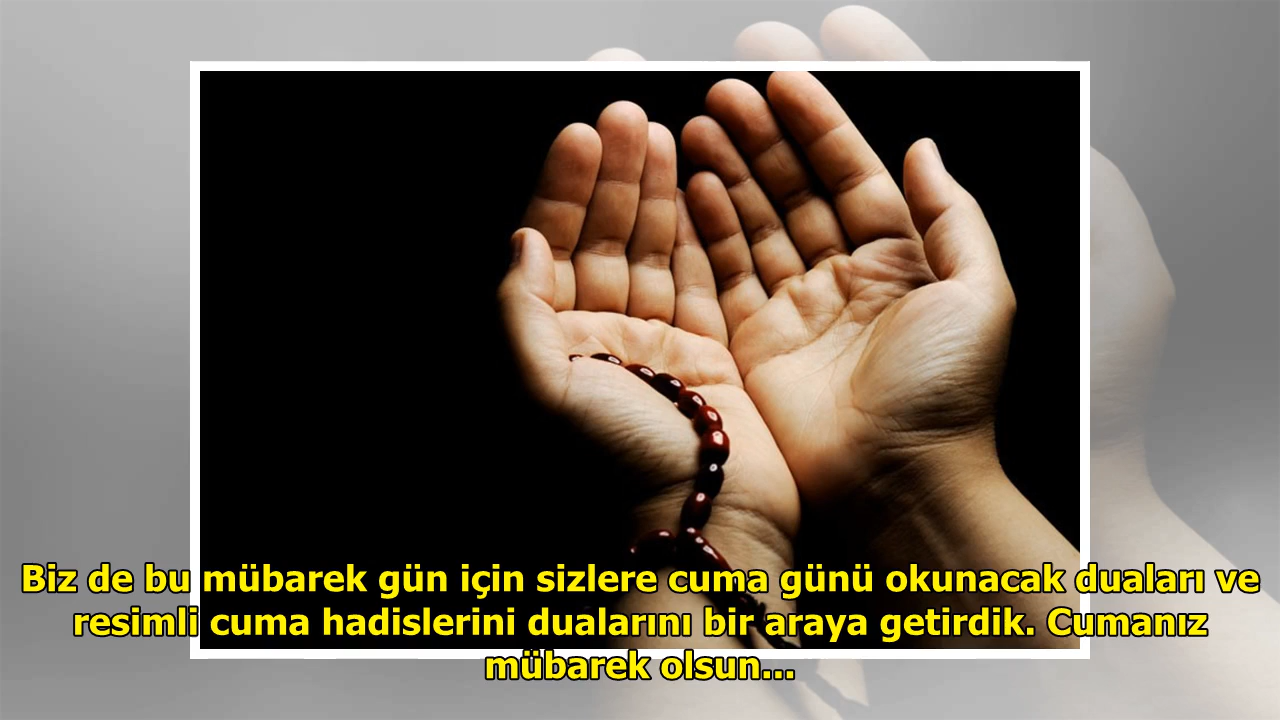 Biz de bu mübarek gün için sizlere cuma günü okunacak duaları ve
resimli cuma hadislerini dualarını bir araya getirdik. Cumanız
mübarek olsun...